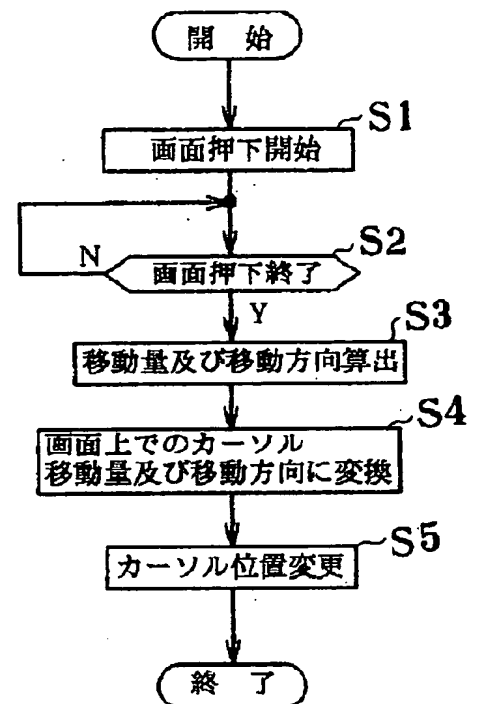 開 始
S1
画面押下開始
S2
N
画面押下終了
Y
S3
移動量及び移動方向算出
S4
画面上でのカーソル
移動量及び移動方向に変換
S5
カーソル位置変更
終 了